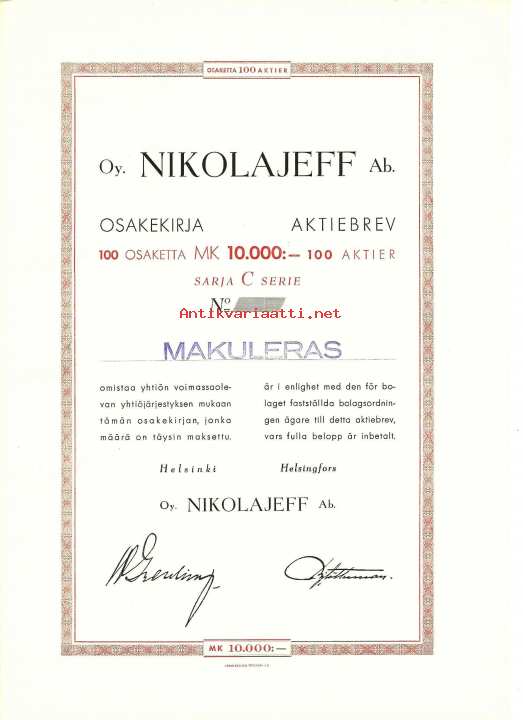 OSAKETTA 100 AKTIER
Oy. NIKOLAJEFF Ab.
OSAKEKIRJA AKTIEBREV
100 OSAKETTA MK 10.000:— 100 AKTIER
SARJA C SERIE
Nº
Antikvariaatti.net
MAKULERAS
omistaa yhtiön voimassaole-
van yhtiöjärjestyksen mukaan
tämän osakekirjan, jonka
määrä on täysin maksettu.
är i enlighet med den för bo-
laget fastställda bolagsordnin-
gen ägare till detta aktiebrev,
vars fulla belopp är inbetalt.
Helsinki Helsingfors
Oy. NIKOLAJEFF Ab.
MK 10.000:—